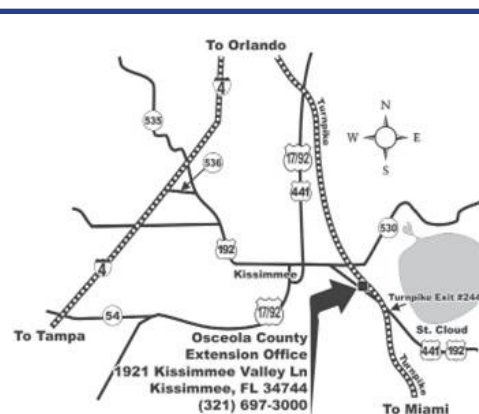 To Orlando
4
535
Turnpike
N
W E
S
536
17/92
441
530
192
Kissimmee
4
Turnpike Exit #244
54
17/92
St. Cloud
To Tampa
Osceola County
Extension Office
1921 Kissimmee Valley Ln
Kissimmee, FL 34744
(321) 697-3000
441 192
Turnpike
To Miami